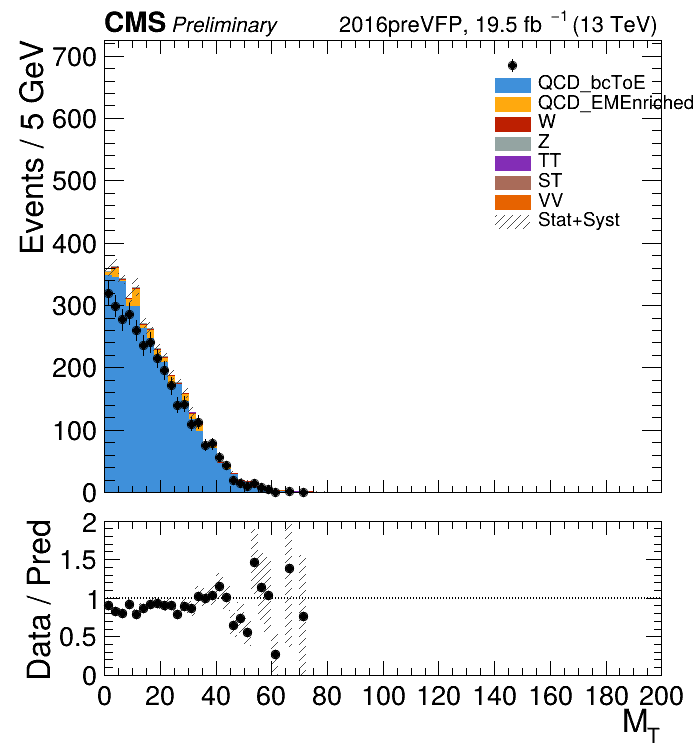 CMS Preliminary 2016preVFP, 19.5 fb⁻¹ (13 TeV)
Events / 5 GeV
700
600
500
400
300
200
100
0
QCD_bcToE
QCD_EMEnriched
W
Z
TT
ST
VV
Stat+Syst
Data / Pred
2
1.5
1
0.5
0
0 20 40 60 80 100 120 140 160 180 200
M_T